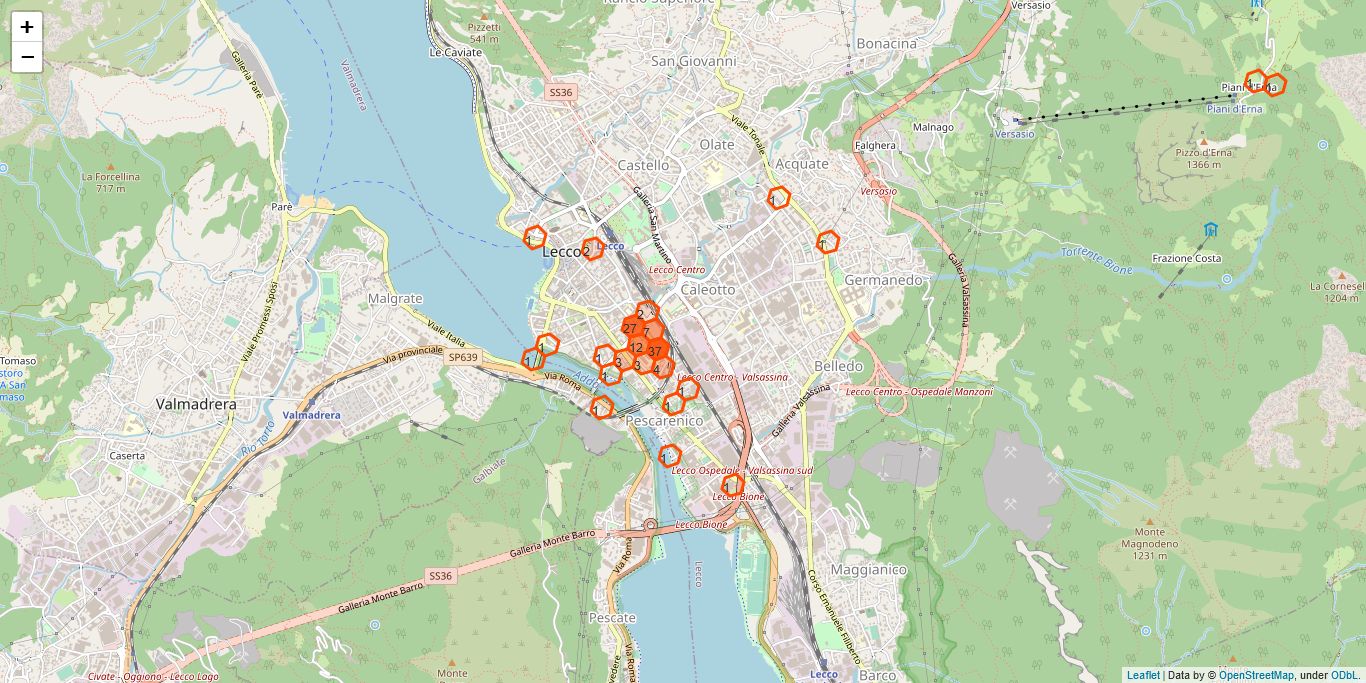 +
−
Rancio Superiore
Versasio
Pizzetti
541 m
Le Caviate
Bonacina
San Giovanni
Galleria Parè
Valmadrera
SS36
Viale Tonale
Olate
Malnago
Versasio
1
1
Piani d'Erna
Piani d'Erna
Falghera
Castello
Acquate
Pizzo d'Erna
1366 m
La Forcellina
717 m
Parè
Galleria San Martino
1
Versasio
1
Lecco
2
Lecco
1
Lecco Centro
Caleotto
Germanedo
Galleria Valsassina
Torrente Bione
Frazione Costa
La Cornesell
1204 m
Viale Promessi Sposi
Malgrate
Viale Italia
2
27
7
12
37
1
1
1
3
3
4
1
Via provinciale
SP639
Via Roma
Adda
Lecco Centro - Valsassina
1
1
1
Belledo
Lecco Centro - Ospedale Manzoni
Galleria Valsassina
Tomaso
storo
A San
maso
Valmadrera
Valmadrera
Rio Torto
Caserta
Galbiate
Pescarenico
1
Lecco Ospedale - Valsassina sud
1
Lecco Bione
Lecco Bione
Galleria Monte Barro
SS36
Galleria Monte Barro
Via Roma
Lecco
Monte
Magnodeno
1231 m
Maggianico
Corso Emanuele Filiberto
Pescate
Via Roma
vedere
Monte
Civate - Oggiono - Lecco Lago
Lecco
Barco
Leaflet | Data by © OpenStreetMap, under ODbL.